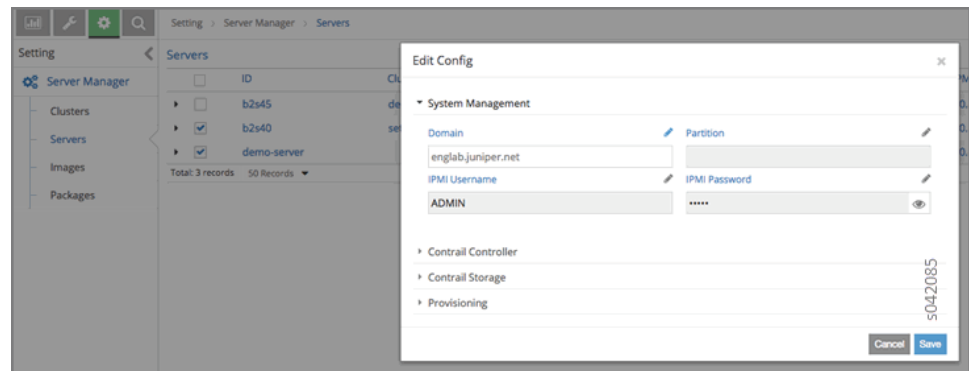 Setting > Server Manager > Servers
Setting
Server Manager
Clusters
Servers
Images
Packages
Servers
ID
b2s45
b2s40
demo-server
Total: 3 records 50 Records
Edit Config
×
System Management
Domain
Partition
englab.juniper.net
IPMI Username
IPMI Password
ADMIN
•••••
Contrail Controller
Contrail Storage
Provisioning
s042085
Cancel
Save